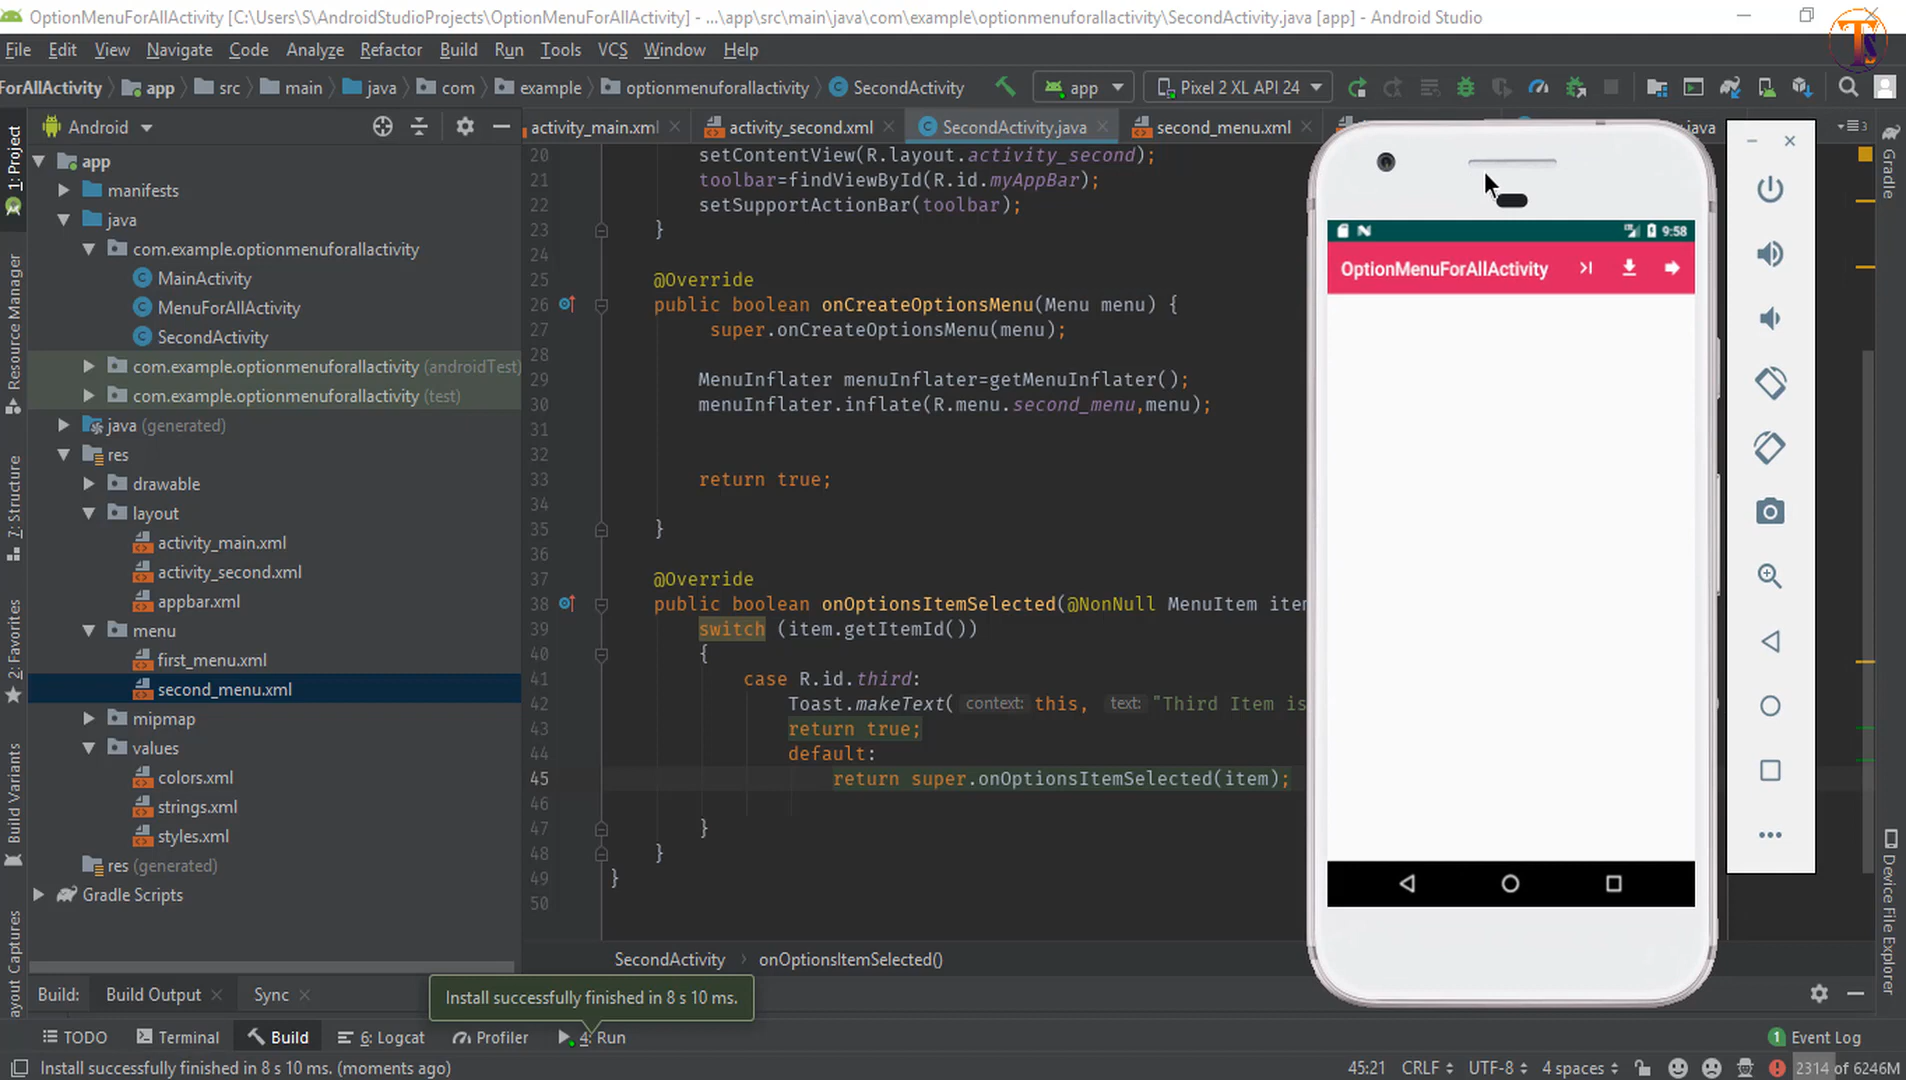 OptionMenuForAllActivity [C:\Users\S\AndroidStudioProjects\OptionMenuForAllActivity] - ...\app\src\main\java\com\example\optionmenuforallactivity\SecondActivity.java [app] - Android Studio
TS
File Edit View Navigate Code Analyze Refactor Build Run Tools VCS Window Help
ForAllActivity app src main java com example optionmenuforallactivity SecondActivity app Pixel 2 XL API 24
Android
activity_main.xml activity_second.xml SecondActivity.java second_menu.xml
1: Project
Resource Manager
7: Structure
2: Favorites
Build Variants
app
manifests
java
com.example.optionmenuforallactivity
MainActivity
MenuForAllActivity
SecondActivity
com.example.optionmenuforallactivity (androidTest)
com.example.optionmenuforallactivity (test)
java (generated)
res
drawable
layout
activity_main.xml
activity_second.xml
appbar.xml
menu
first_menu.xml
second_menu.xml
mipmap
values
colors.xml
strings.xml
styles.xml
res (generated)
Gradle Scripts
20 setContentView(R.layout.activity_second);
21 toolbar=findViewById(R.id.myAppBar);
22 setSupportActionBar(toolbar);
23 }
24
25 @Override
26 public boolean onCreateOptionsMenu(Menu menu) {
27 super.onCreateOptionsMenu(menu);
28
29 MenuInflater menuInflater=getMenuInflater();
30 menuInflater.inflate(R.menu.second_menu,menu);
31
32
33 return true;
34
35 }
36
37 @Override
38 public boolean onOptionsItemSelected(@NonNull MenuItem item
39 switch (item.getItemId())
40 {
41 case R.id.third:
42 Toast.makeText( context: this, text: "Third Item is
43 return true;
44 default:
45 return super.onOptionsItemSelected(item);
46
47 }
48 }
49 }
50
SecondActivity > onOptionsItemSelected()
9:58
OptionMenuForAllActivity
Gradle
Device File Explorer
Build: Build Output Sync
Install successfully finished in 8 s 10 ms.
TODO Terminal Build 6: Logcat Profiler 4: Run
1 Event Log
Install successfully finished in 8 s 10 ms. (moments ago)
45:21 CRLF UTF-8 4 spaces 2314 of 6246M